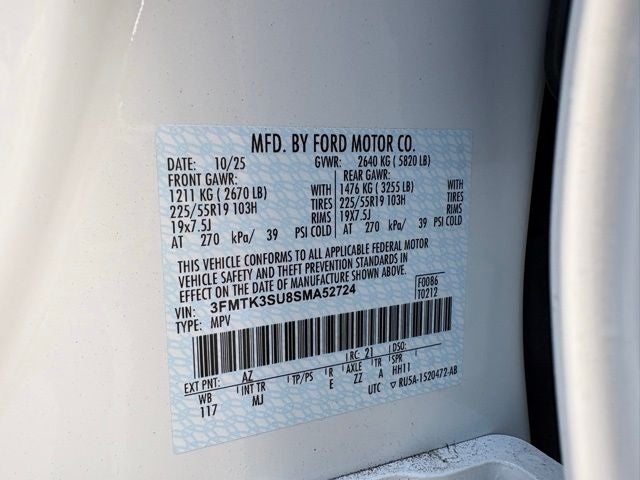 MFD. BY FORD MOTOR CO.
DATE: 10/25 GVWR: 2640 KG ( 5820 LB)
FRONT GAWR: REAR GAWR:
1211 KG ( 2670 LB) WITH 1476 KG ( 3255 LB) WITH
225/55R19 103H TIRES 225/55R19 103H TIRES
19x7.5J RIMS 19X7.5J RIMS
AT 270 kPa/ 39 PSI COLD AT 270 kPa/ 39 PSI COLD
THIS VEHICLE CONFORMS TO ALL APPLICABLE FEDERAL MOTOR
VEHICLE SAFETY AND THEFT PREVENTION STANDARDS IN
EFFECT ON THE DATE OF MANUFACTURE SHOWN ABOVE. F0086
VIN: 3FMTK3SU8SMA52724 T0212
TYPE: MPV
EXT PNT: AZ RC: 21 DSO:
WB INT TR TP/PS R AXLE TR SPR
117 MJ E ZZ A HH11
UTC ▽ RU5A-1520472-AB